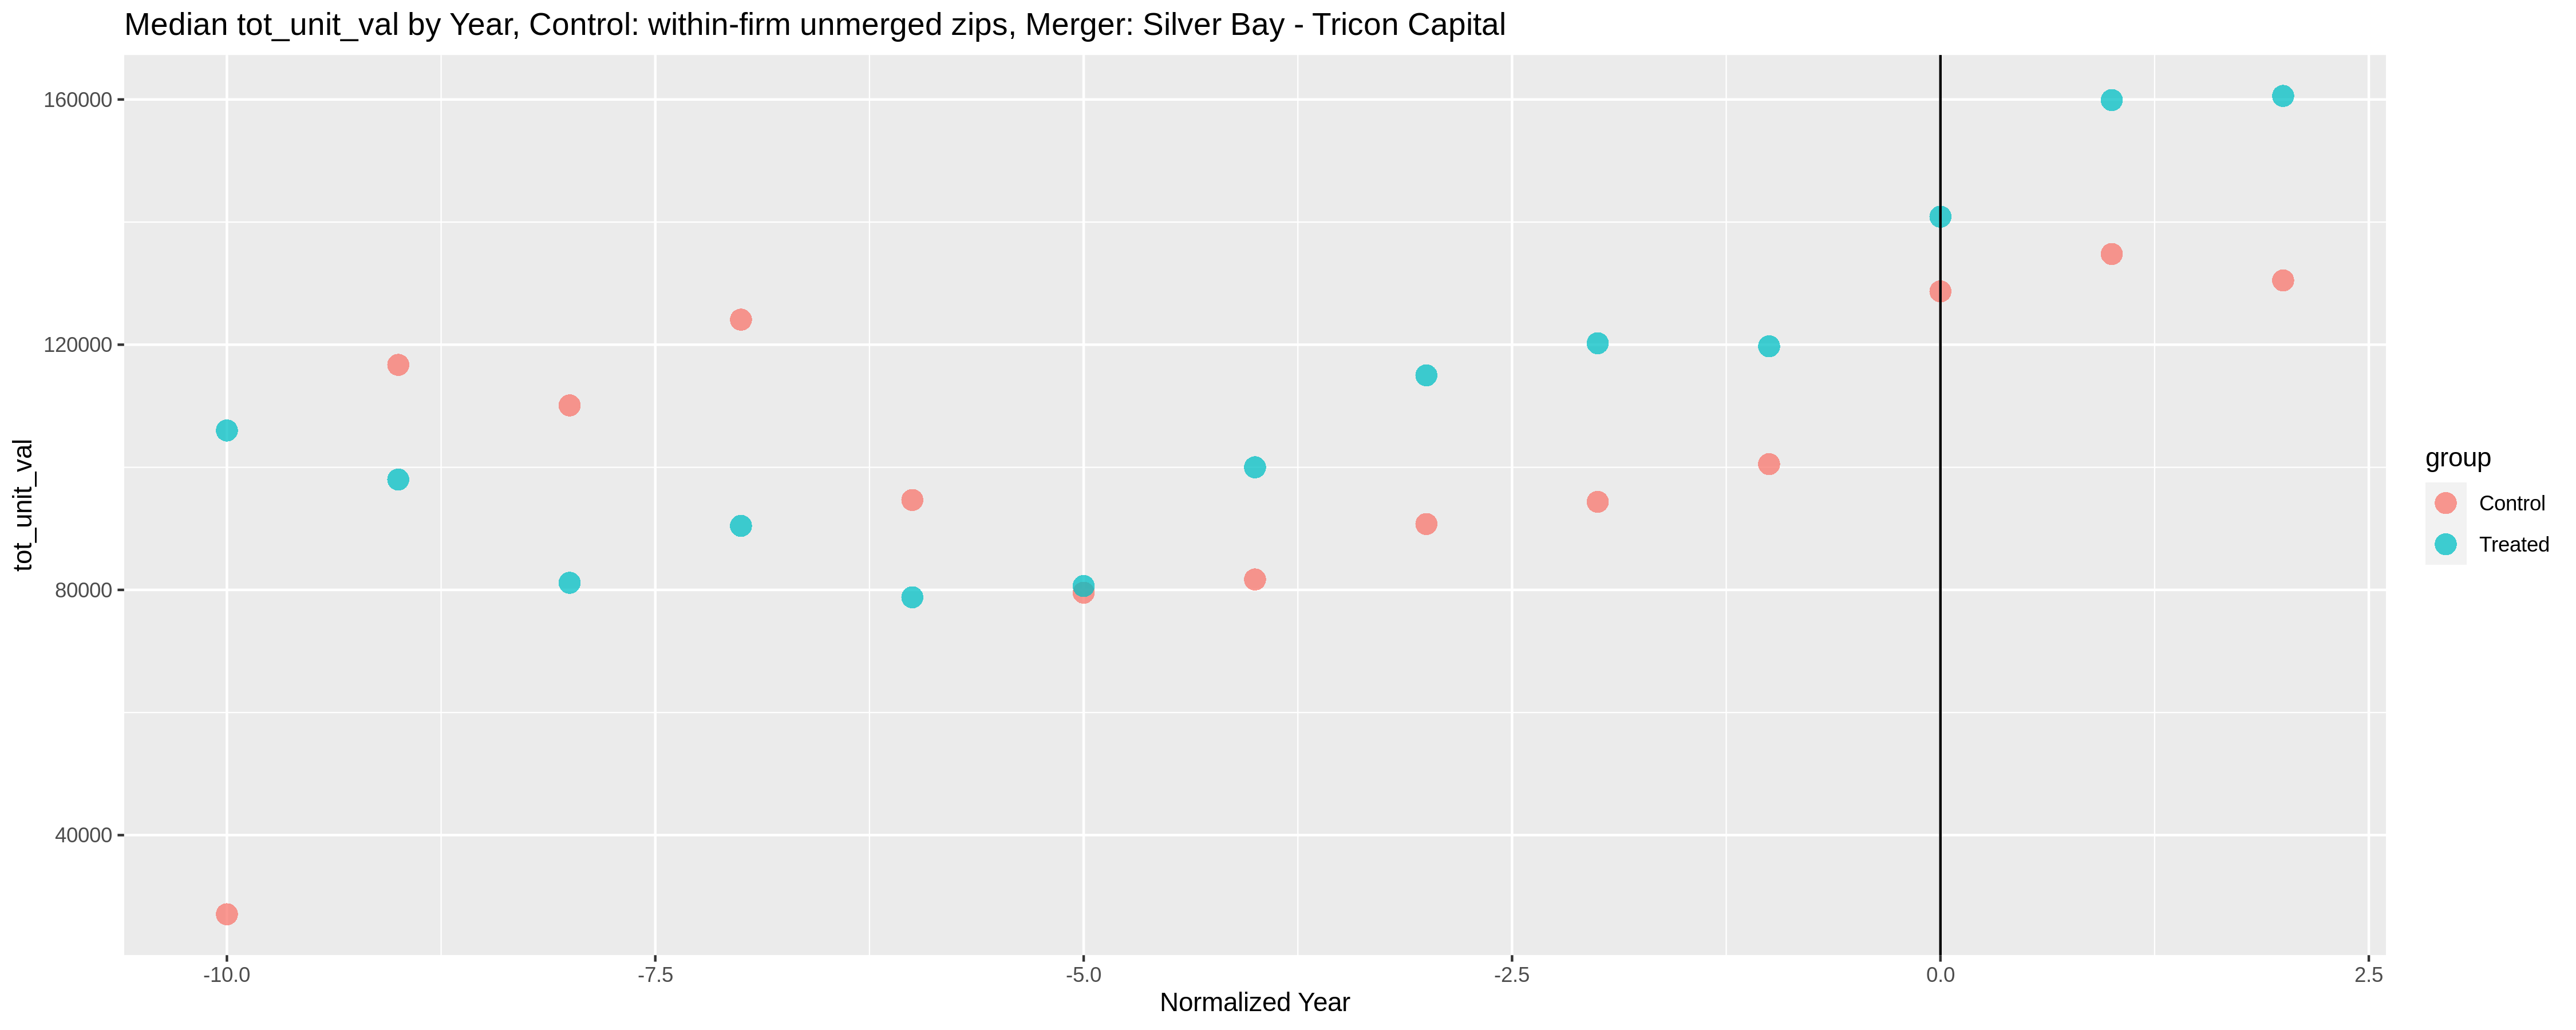 Median tot_unit_val by Year, Control: within-firm unmerged zips, Merger: Silver Bay - Tricon Capital
160000
120000
80000
40000
tot_unit_val
-10.0
-7.5
-5.0
-2.5
0.0
2.5
Normalized Year
group
Control
Treated